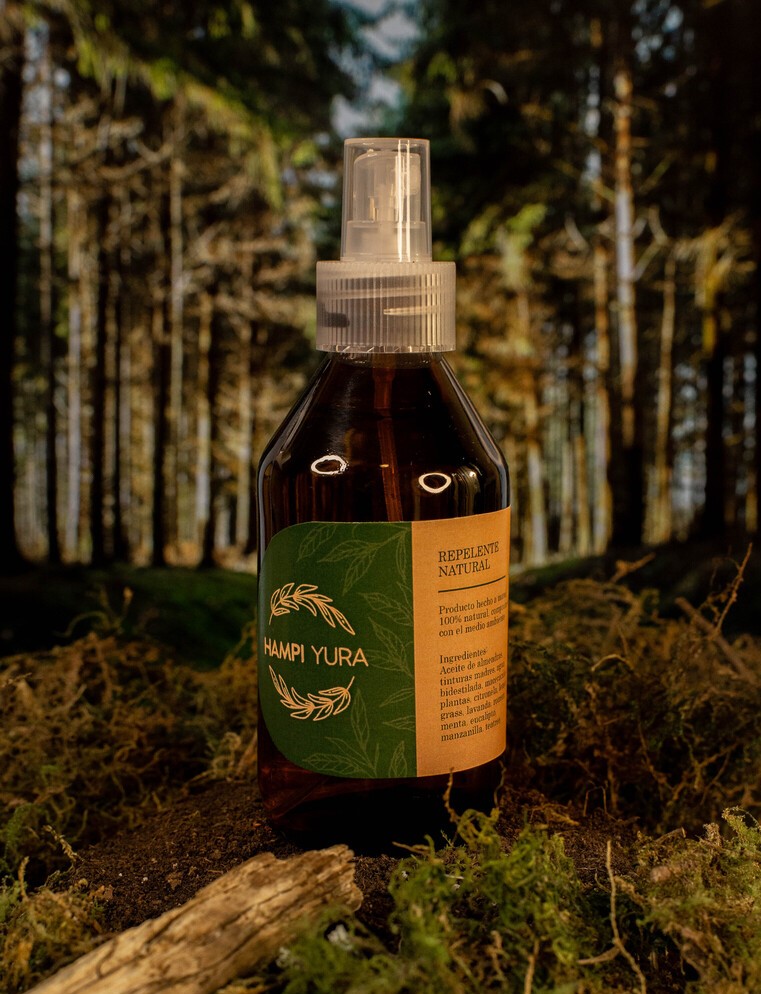 HAMPI YURA
REPELENTE
NATURAL
Producto hecho a
100% natural,
con el medio
Ingredientes:
Aceite de almendras
tinturas madres,
bidestilada,
plantas, citronela,
grass, lavanda,
menta, eucalipto,
manzanilla,